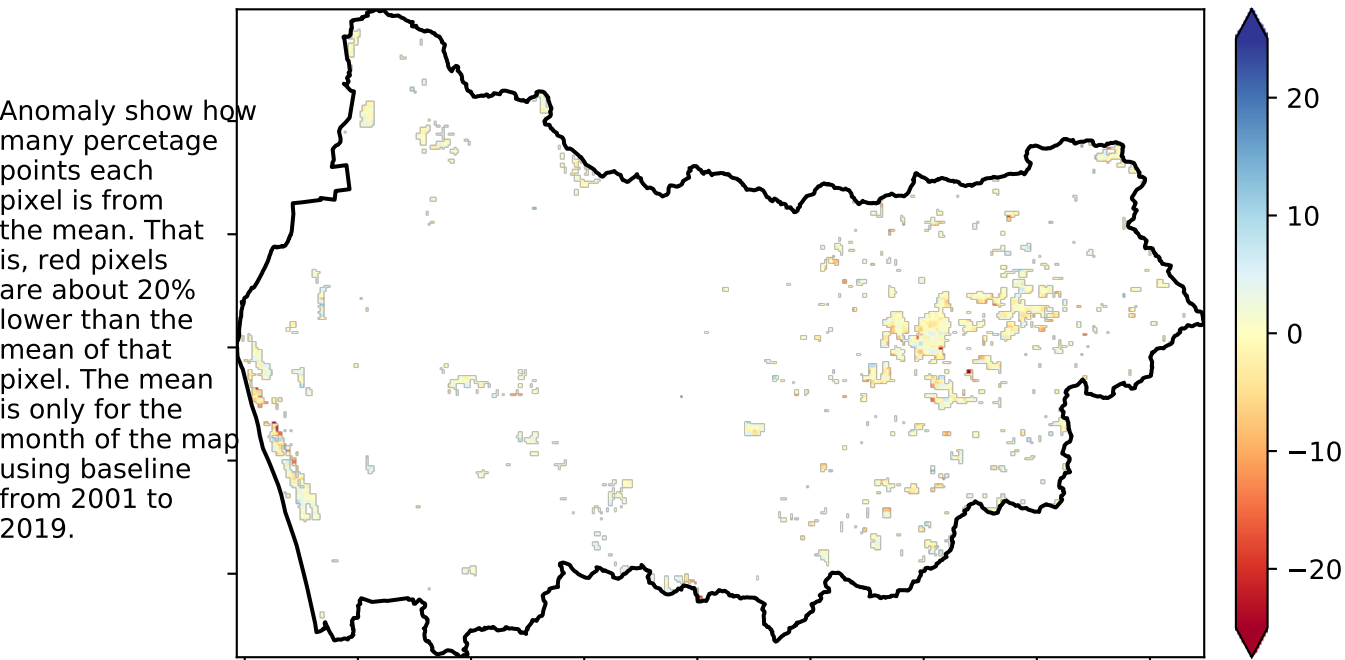 Anomaly show how
many percetage
points each
pixel is from
the mean. That
is, red pixels
are about 20%
lower than the
mean of that
pixel. The mean
is only for the
month of the map
using baseline
from 2001 to
2019.
20
10
0
−10
−20